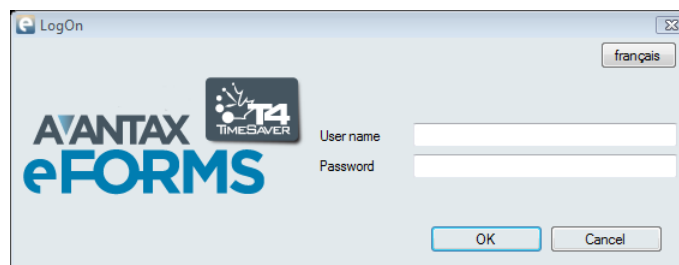 LogOn
français
T4
TIMESAVER
AVANTAX
eFORMS
User name
Password
OK
Cancel